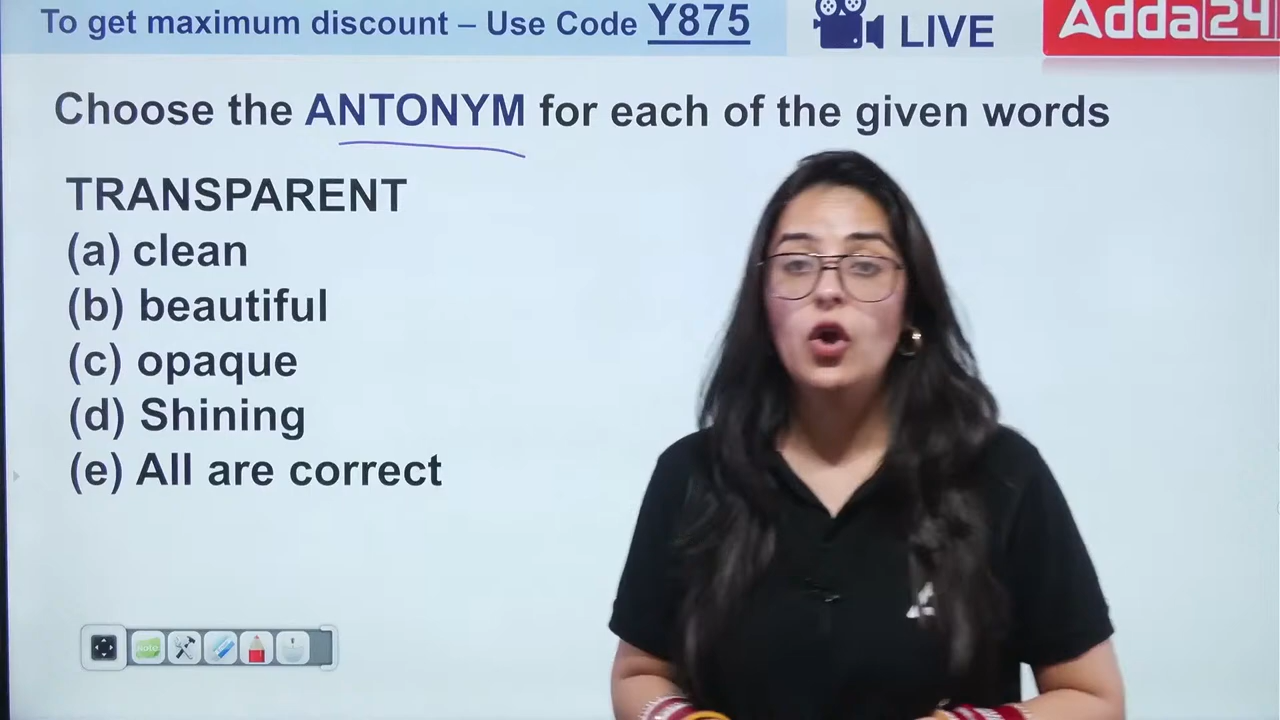 To get maximum discount – Use Code Y875
LIVE
Adda24
Choose the ANTONYM for each of the given words
TRANSPARENT
(a) clean
(b) beautiful
(c) opaque
(d) Shining
(e) All are correct